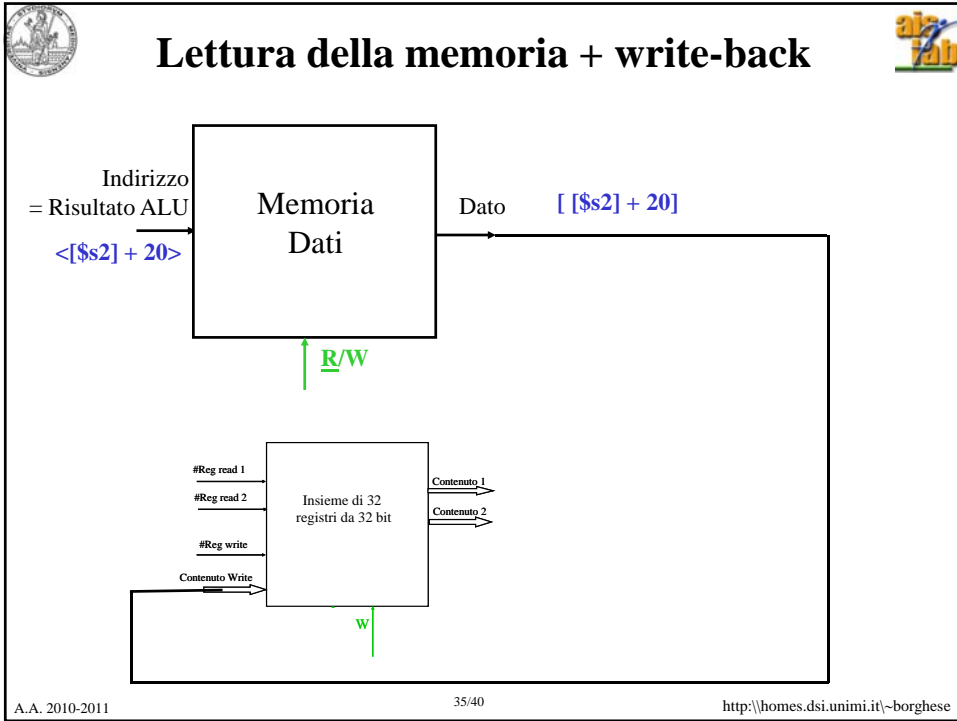 Lettura della memoria + write-back
ais
lab
Indirizzo
= Risultato ALU
<[$s2] + 20>
Memoria
Dati
Dato
[ [$s2] + 20]
R/W
#Reg read 1
#Reg read 2
#Reg write
Contenuto Write
Insieme di 32
registri da 32 bit
Contenuto 1
Contenuto 2
W
A.A. 2010-2011
35/40
http:\\homes.dsi.unimi.it\~borghese